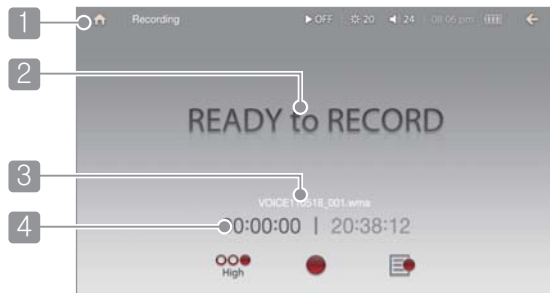 1 Recording OFF 20 24 08:06 pm
2
READY to RECORD
3
VOICE110518_001.wma
4 00:00:00 | 20:38:12
High